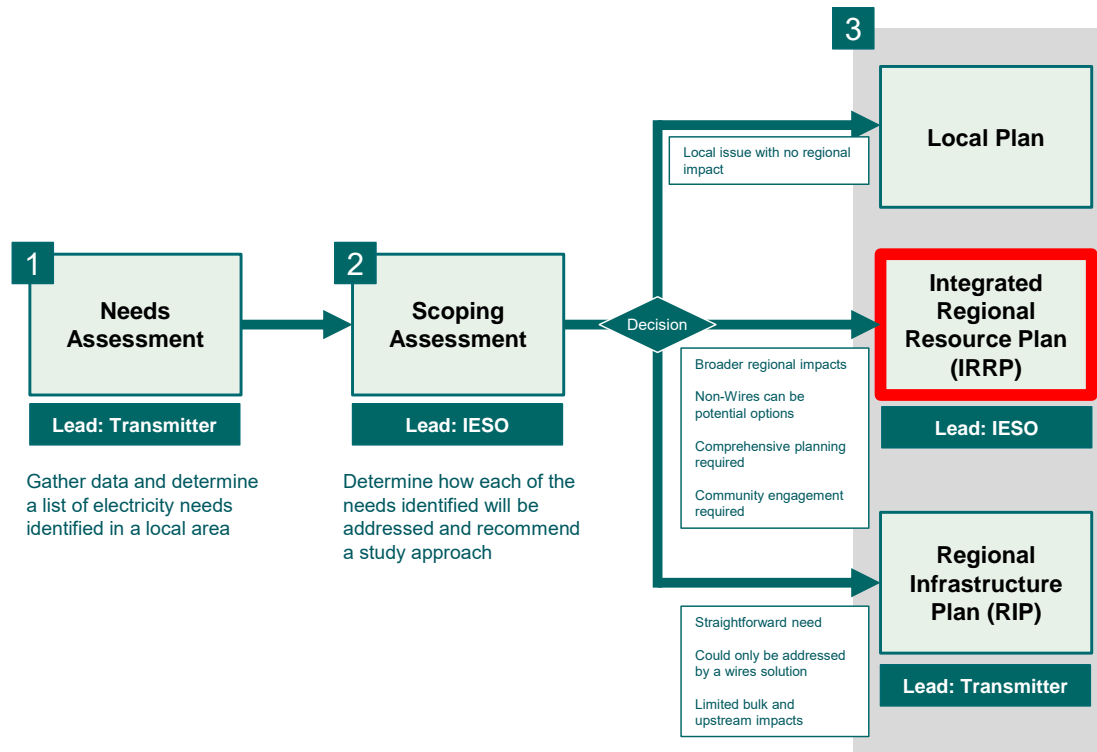 1
Needs
Assessment
Lead: Transmitter
Gather data and determine
a list of electricity needs
identified in a local area
2
Scoping
Assessment
Lead: IESO
Determine how each of the
needs identified will be
addressed and recommend
a study approach
Decision
3
Local issue with no regional
impact
Local Plan
Broader regional impacts
Non-Wires can be
potential options
Comprehensive planning
required
Community engagement
required
Integrated
Regional
Resource Plan
(IRRP)
Lead: IESO
Straightforward need
Could only be addressed
by a wires solution
Limited bulk and
upstream impacts
Regional
Infrastructure
Plan (RIP)
Lead: Transmitter